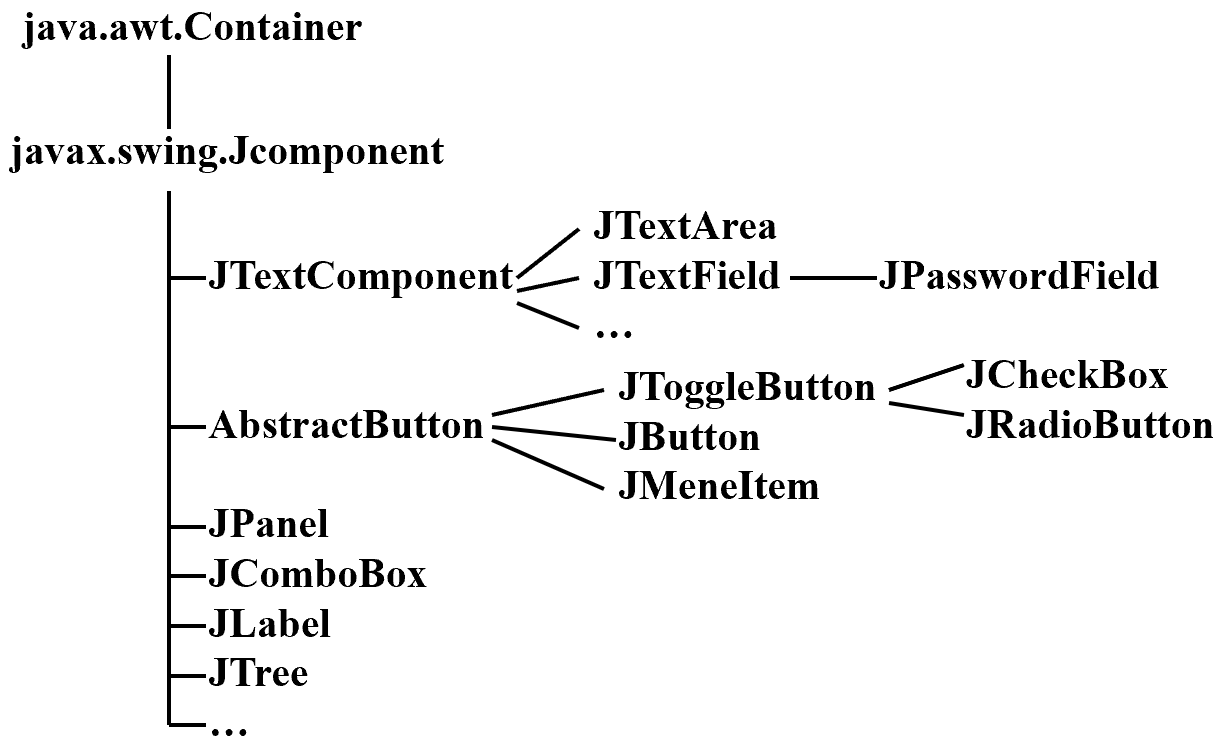 java.awt.Container
javax.swing.Jcomponent
JTextArea
JTextComponent JTextField JPasswordField
…
JToggleButton JCheckBox
AbstractButton JButton JRadioButton
JMeneItem
JPanel
JComboBox
JLabel
JTree
…